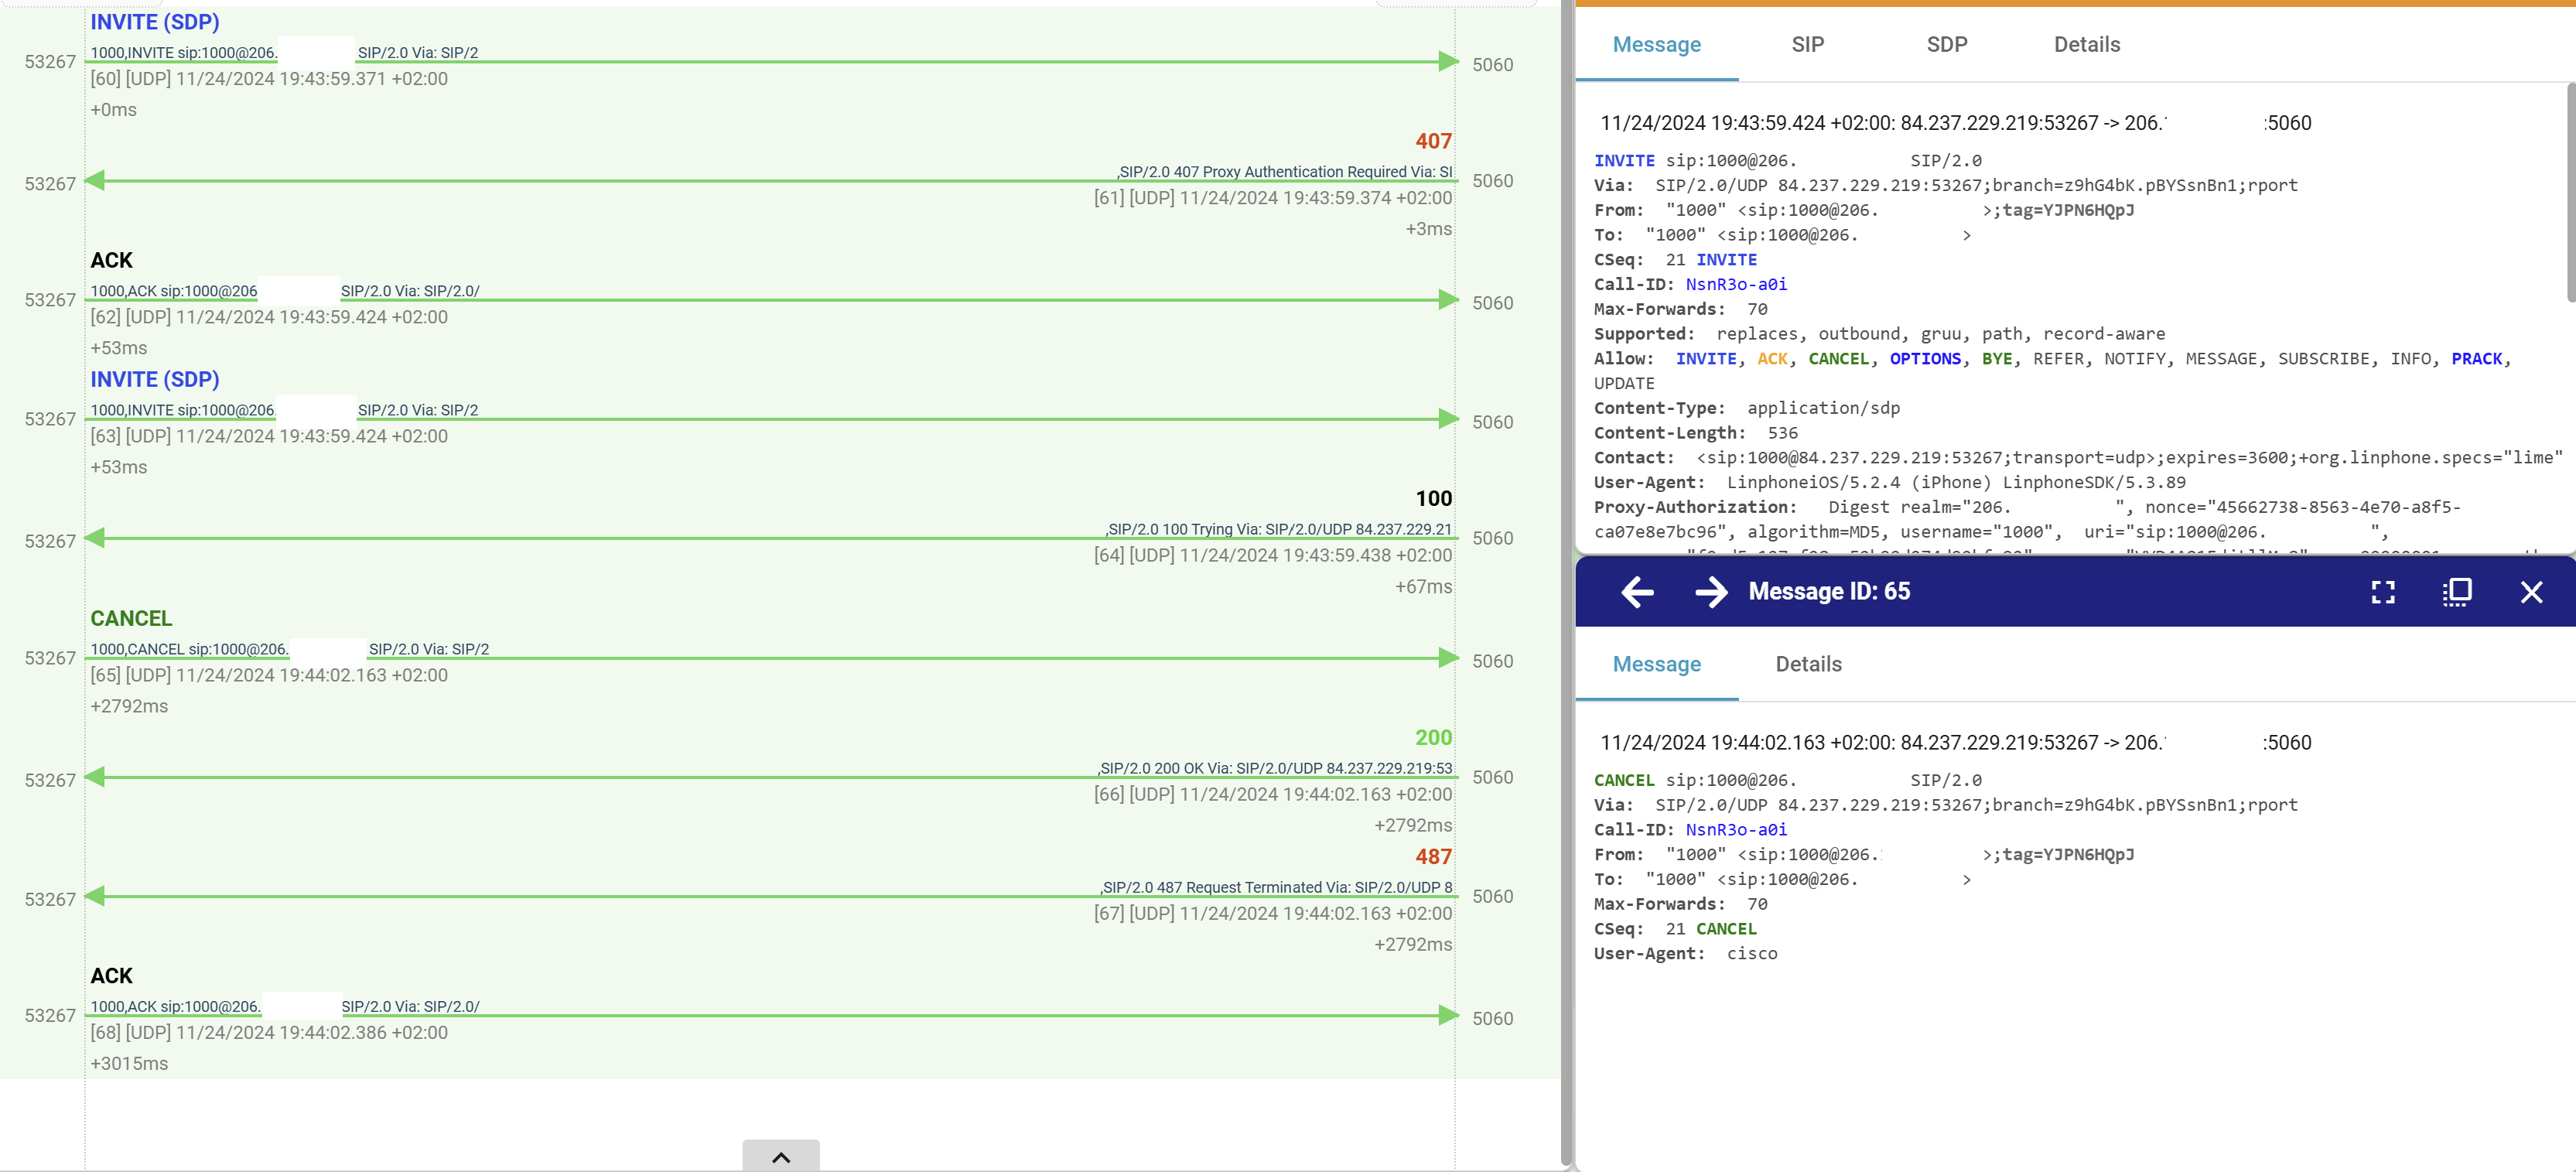 INVITE (SDP)
1000,INVITE sip:1000@206. SIP/2.0 Via: SIP/2
53267 5060
[60] [UDP] 11/24/2024 19:43:59.371 +02:00
+0ms
407
,SIP/2.0 407 Proxy Authentication Required Via: SI
53267 5060
[61] [UDP] 11/24/2024 19:43:59.374 +02:00
+3ms
ACK
1000,ACK sip:1000@206 SIP/2.0 Via: SIP/2.0/
53267 5060
[62] [UDP] 11/24/2024 19:43:59.424 +02:00
+53ms
INVITE (SDP)
1000,INVITE sip:1000@206. SIP/2.0 Via: SIP/2
53267 5060
[63] [UDP] 11/24/2024 19:43:59.424 +02:00
+53ms
100
,SIP/2.0 100 Trying Via: SIP/2.0/UDP 84.237.229.21
53267 5060
[64] [UDP] 11/24/2024 19:43:59.438 +02:00
+67ms
CANCEL
1000,CANCEL sip:1000@206. SIP/2.0 Via: SIP/2
53267 5060
[65] [UDP] 11/24/2024 19:44:02.163 +02:00
+2792ms
200
,SIP/2.0 200 OK Via: SIP/2.0/UDP 84.237.229.219:53
53267 5060
[66] [UDP] 11/24/2024 19:44:02.163 +02:00
+2792ms
487
,SIP/2.0 487 Request Terminated Via: SIP/2.0/UDP 8
53267 5060
[67] [UDP] 11/24/2024 19:44:02.163 +02:00
+2792ms
ACK
1000,ACK sip:1000@206. SIP/2.0 Via: SIP/2.0/
53267 5060
[68] [UDP] 11/24/2024 19:44:02.386 +02:00
+3015ms
Message SIP SDP Details
11/24/2024 19:43:59.424 +02:00: 84.237.229.219:53267 -> 206. :5060
INVITE sip:1000@206. SIP/2.0
Via: SIP/2.0/UDP 84.237.229.219:53267;branch=z9hG4bK.pBYSsnBn1;rport
From: "1000" <sip:1000@206. >;tag=YJPN6HQpJ
To: "1000" <sip:1000@206. >
CSeq: 21 INVITE
Call-ID: NsnR3o-a0i
Max-Forwards: 70
Supported: replaces, outbound, gruu, path, record-aware
Allow: INVITE, ACK, CANCEL, OPTIONS, BYE, REFER, NOTIFY, MESSAGE, SUBSCRIBE, INFO, PRACK,
UPDATE
Content-Type: application/sdp
Content-Length: 536
Contact: <sip:1000@84.237.229.219:53267;transport=udp>;expires=3600;+org.linphone.specs="lime"
User-Agent: LinphoneiOS/5.2.4 (iPhone) LinphoneSDK/5.3.89
Proxy-Authorization: Digest realm="206. ", nonce="45662738-8563-4e70-a8f5-
ca07e8e7bc96", algorithm=MD5, username="1000", uri="sip:1000@206. ",
Message ID: 65
Message Details
11/24/2024 19:44:02.163 +02:00: 84.237.229.219:53267 -> 206. :5060
CANCEL sip:1000@206. SIP/2.0
Via: SIP/2.0/UDP 84.237.229.219:53267;branch=z9hG4bK.pBYSsnBn1;rport
Call-ID: NsnR3o-a0i
From: "1000" <sip:1000@206. >;tag=YJPN6HQpJ
To: "1000" <sip:1000@206. >
Max-Forwards: 70
CSeq: 21 CANCEL
User-Agent: cisco